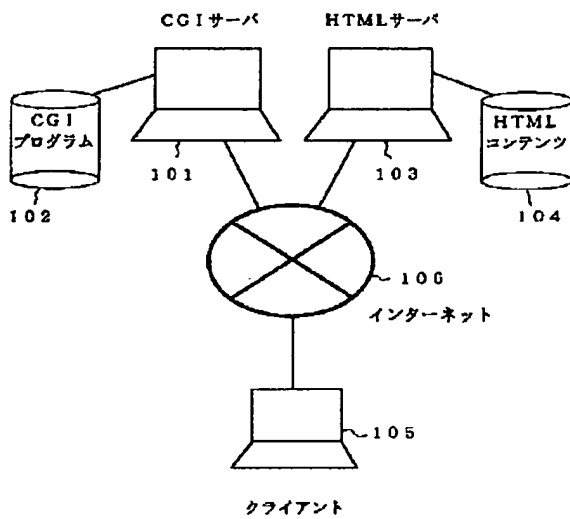 CGIサーバ
HTMLサーバ
CGI
プログラム
HTML
コンテンツ
101
103
102
104
106
インターネット
105
クライアント